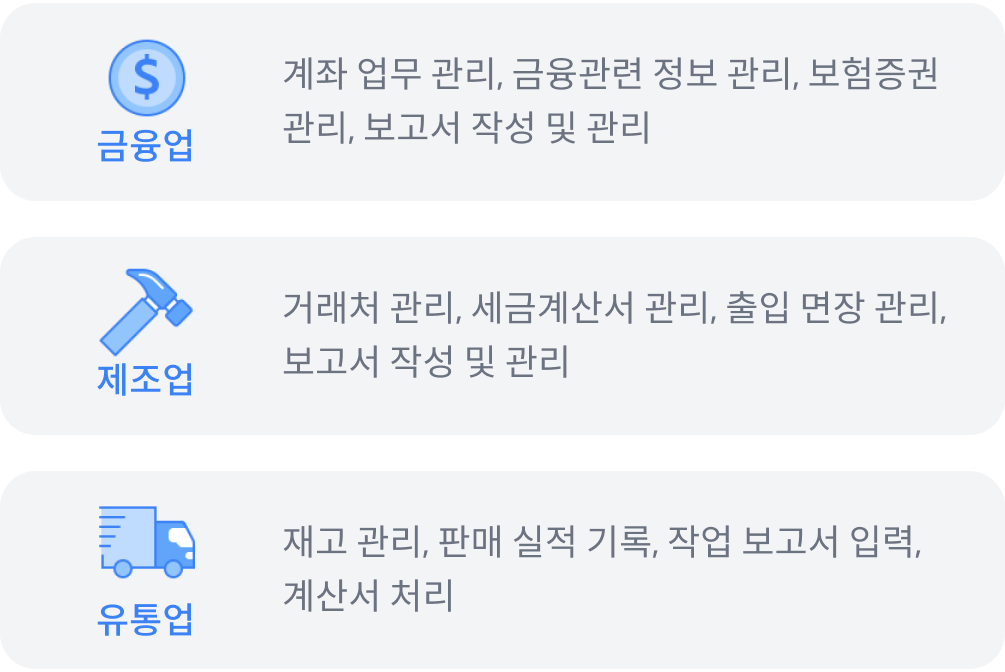 금융업
계좌 업무 관리, 금융관련 정보 관리, 보험증권
관리, 보고서 작성 및 관리
제조업
거래처 관리, 세금계산서 관리, 출입 면장 관리,
보고서 작성 및 관리
유통업
재고 관리, 판매 실적 기록, 작업 보고서 입력,
계산서 처리